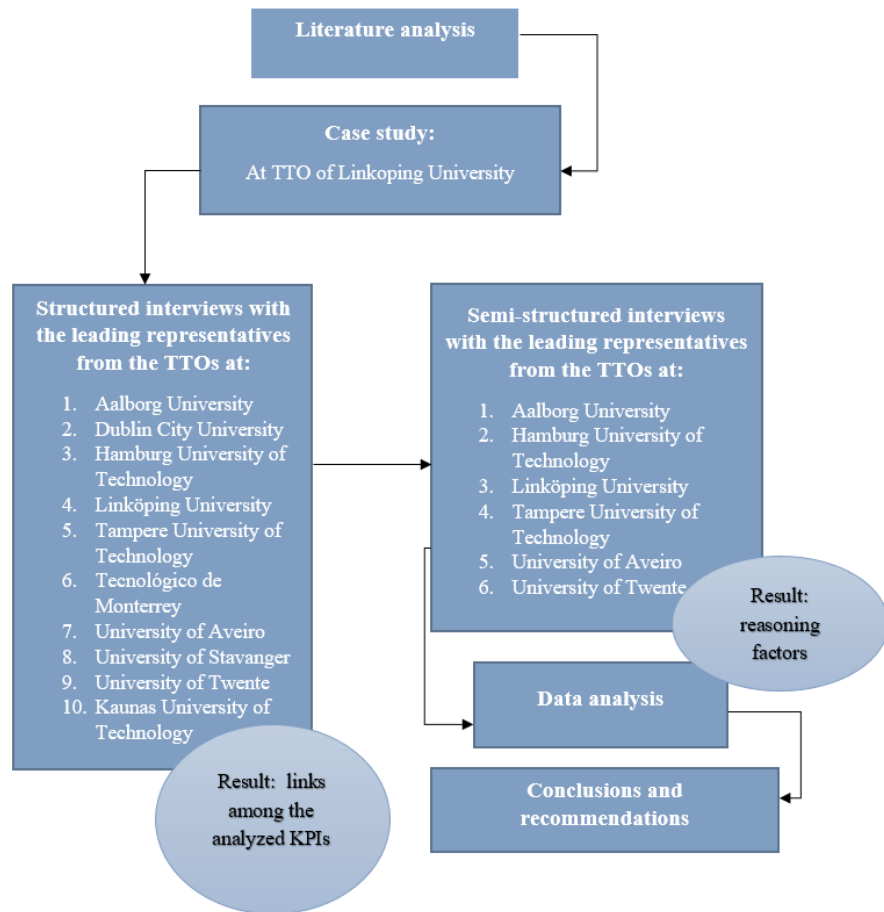 Literature analysis
Case study:
At TTO of Linkoping University
Structured interviews with
the leading representatives
from the TTOs at:
1. Aalborg University
2. Dublin City University
3. Hamburg University of
Technology
4. Linköping University
5. Tampere University of
Technology
6. Tecnológico de
Monterrey
7. University of Aveiro
8. University of Stavanger
9. University of Twente
10. Kaunas University of
Technology
Result: links
among the
analyzed KPIs
Semi-structured interviews
with the leading representatives
from the TTOs at:
1. Aalborg University
2. Hamburg University of
Technology
3. Linköping University
4. Tampere University of
Technology
5. University of Aveiro
6. University of Twente
Result:
reasoning
factors
Data analysis
Conclusions and
recommendations